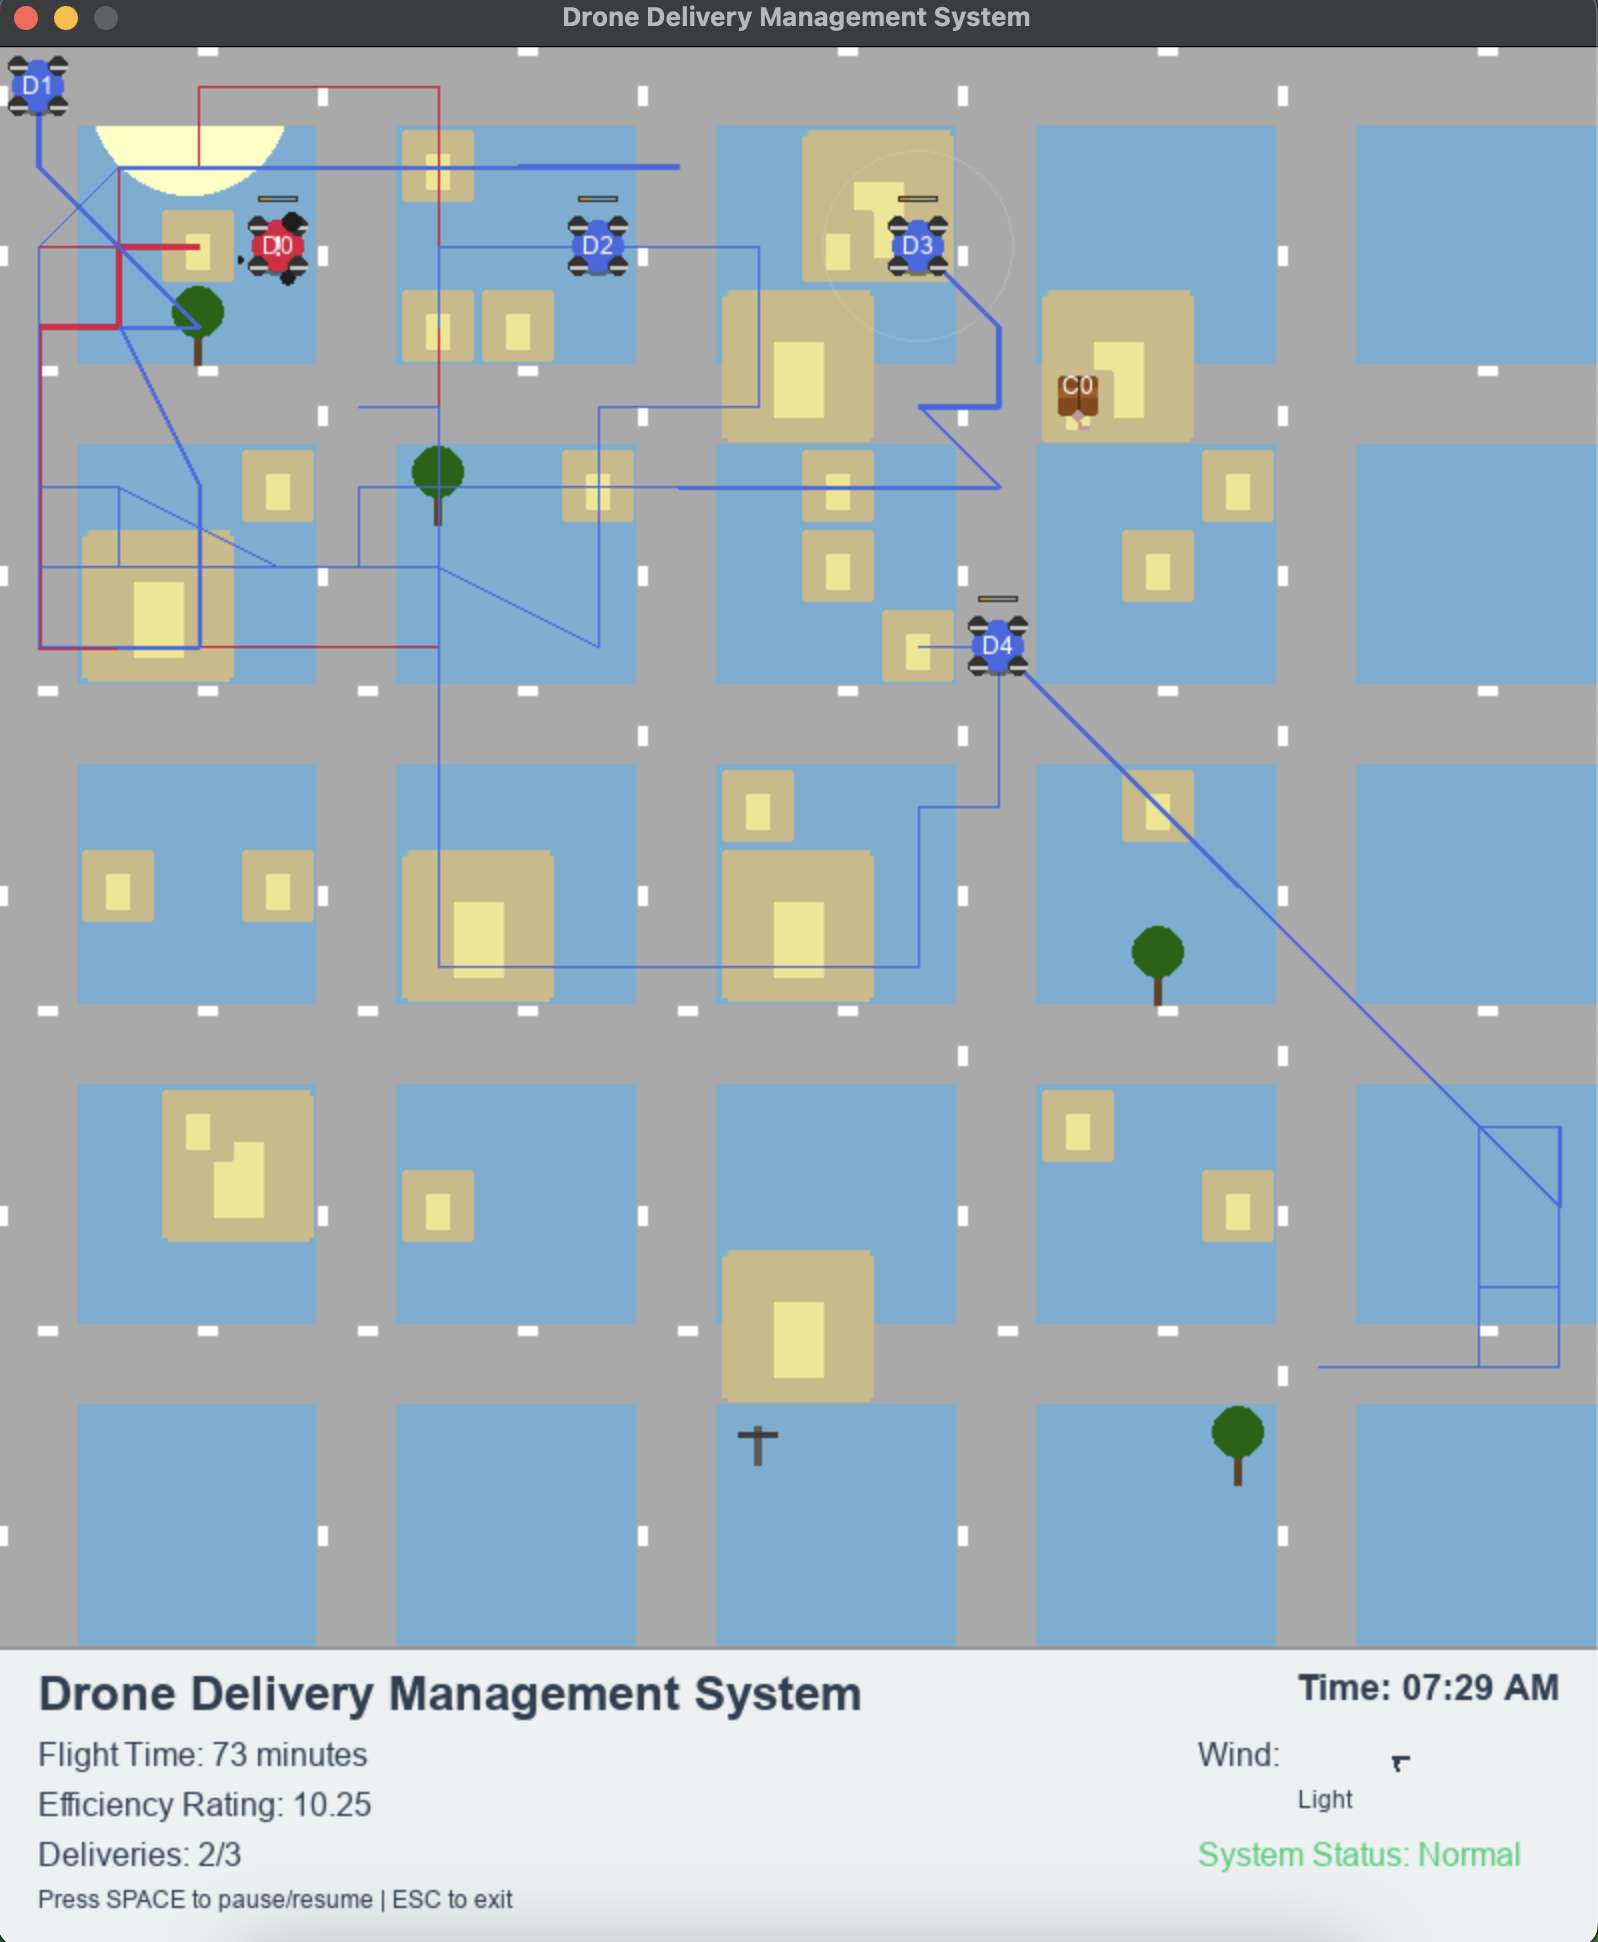 Drone Delivery Management System
D1
D0
D2
D3
C0
D4
Drone Delivery Management System
Time: 07:29 AM
Flight Time: 73 minutes
Wind:
Efficiency Rating: 10.25
Light
Deliveries: 2/3
System Status: Normal
Press SPACE to pause/resume | ESC to exit